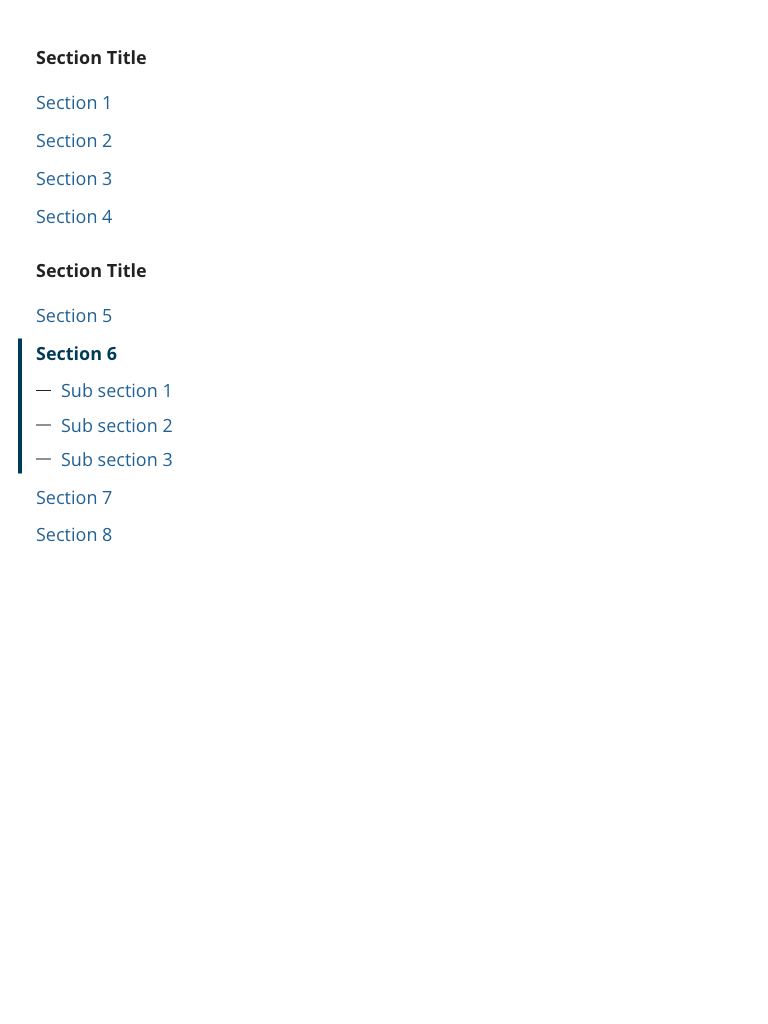 Section Title
Section 1
Section 2
Section 3
Section 4
Section Title
Section 5
Section 6
— Sub section 1
— Sub section 2
— Sub section 3
Section 7
Section 8